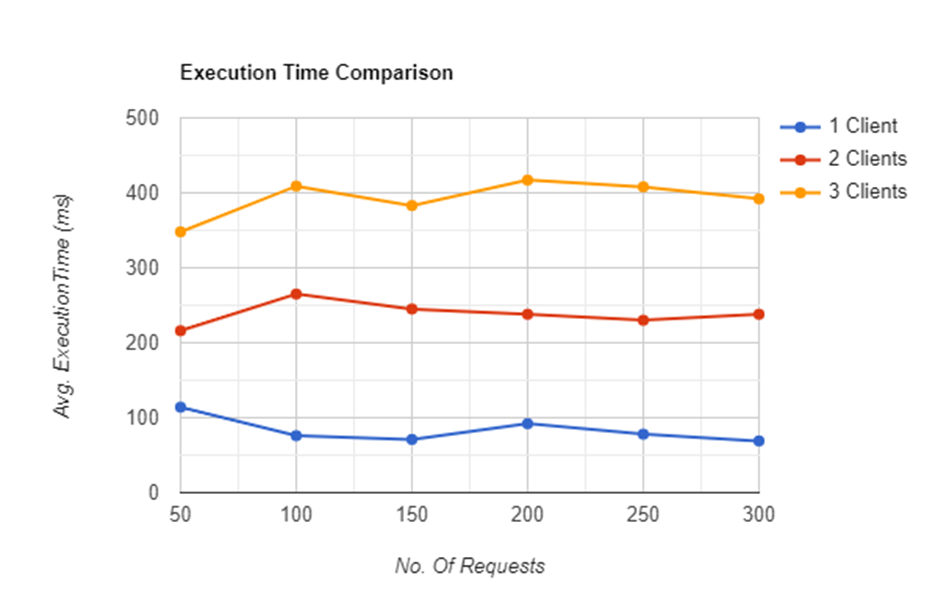 Execution Time Comparison
500
400
300
200
100
0
Avg. ExecutionTime (ms)
50 100 150 200 250 300
No. Of Requests
1 Client
2 Clients
3 Clients